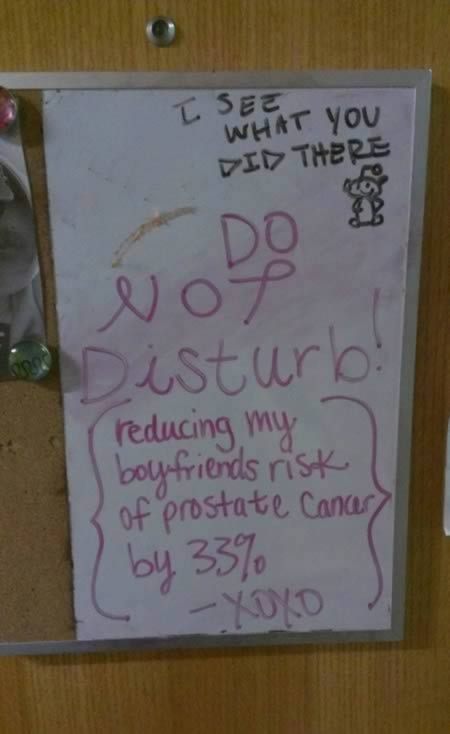 I SEE
WHAT YOU
DID THERE
DO
NOT
Disturb!
reducing my
boyfriends risk
of prostate cancer
by 33%
- XOXO